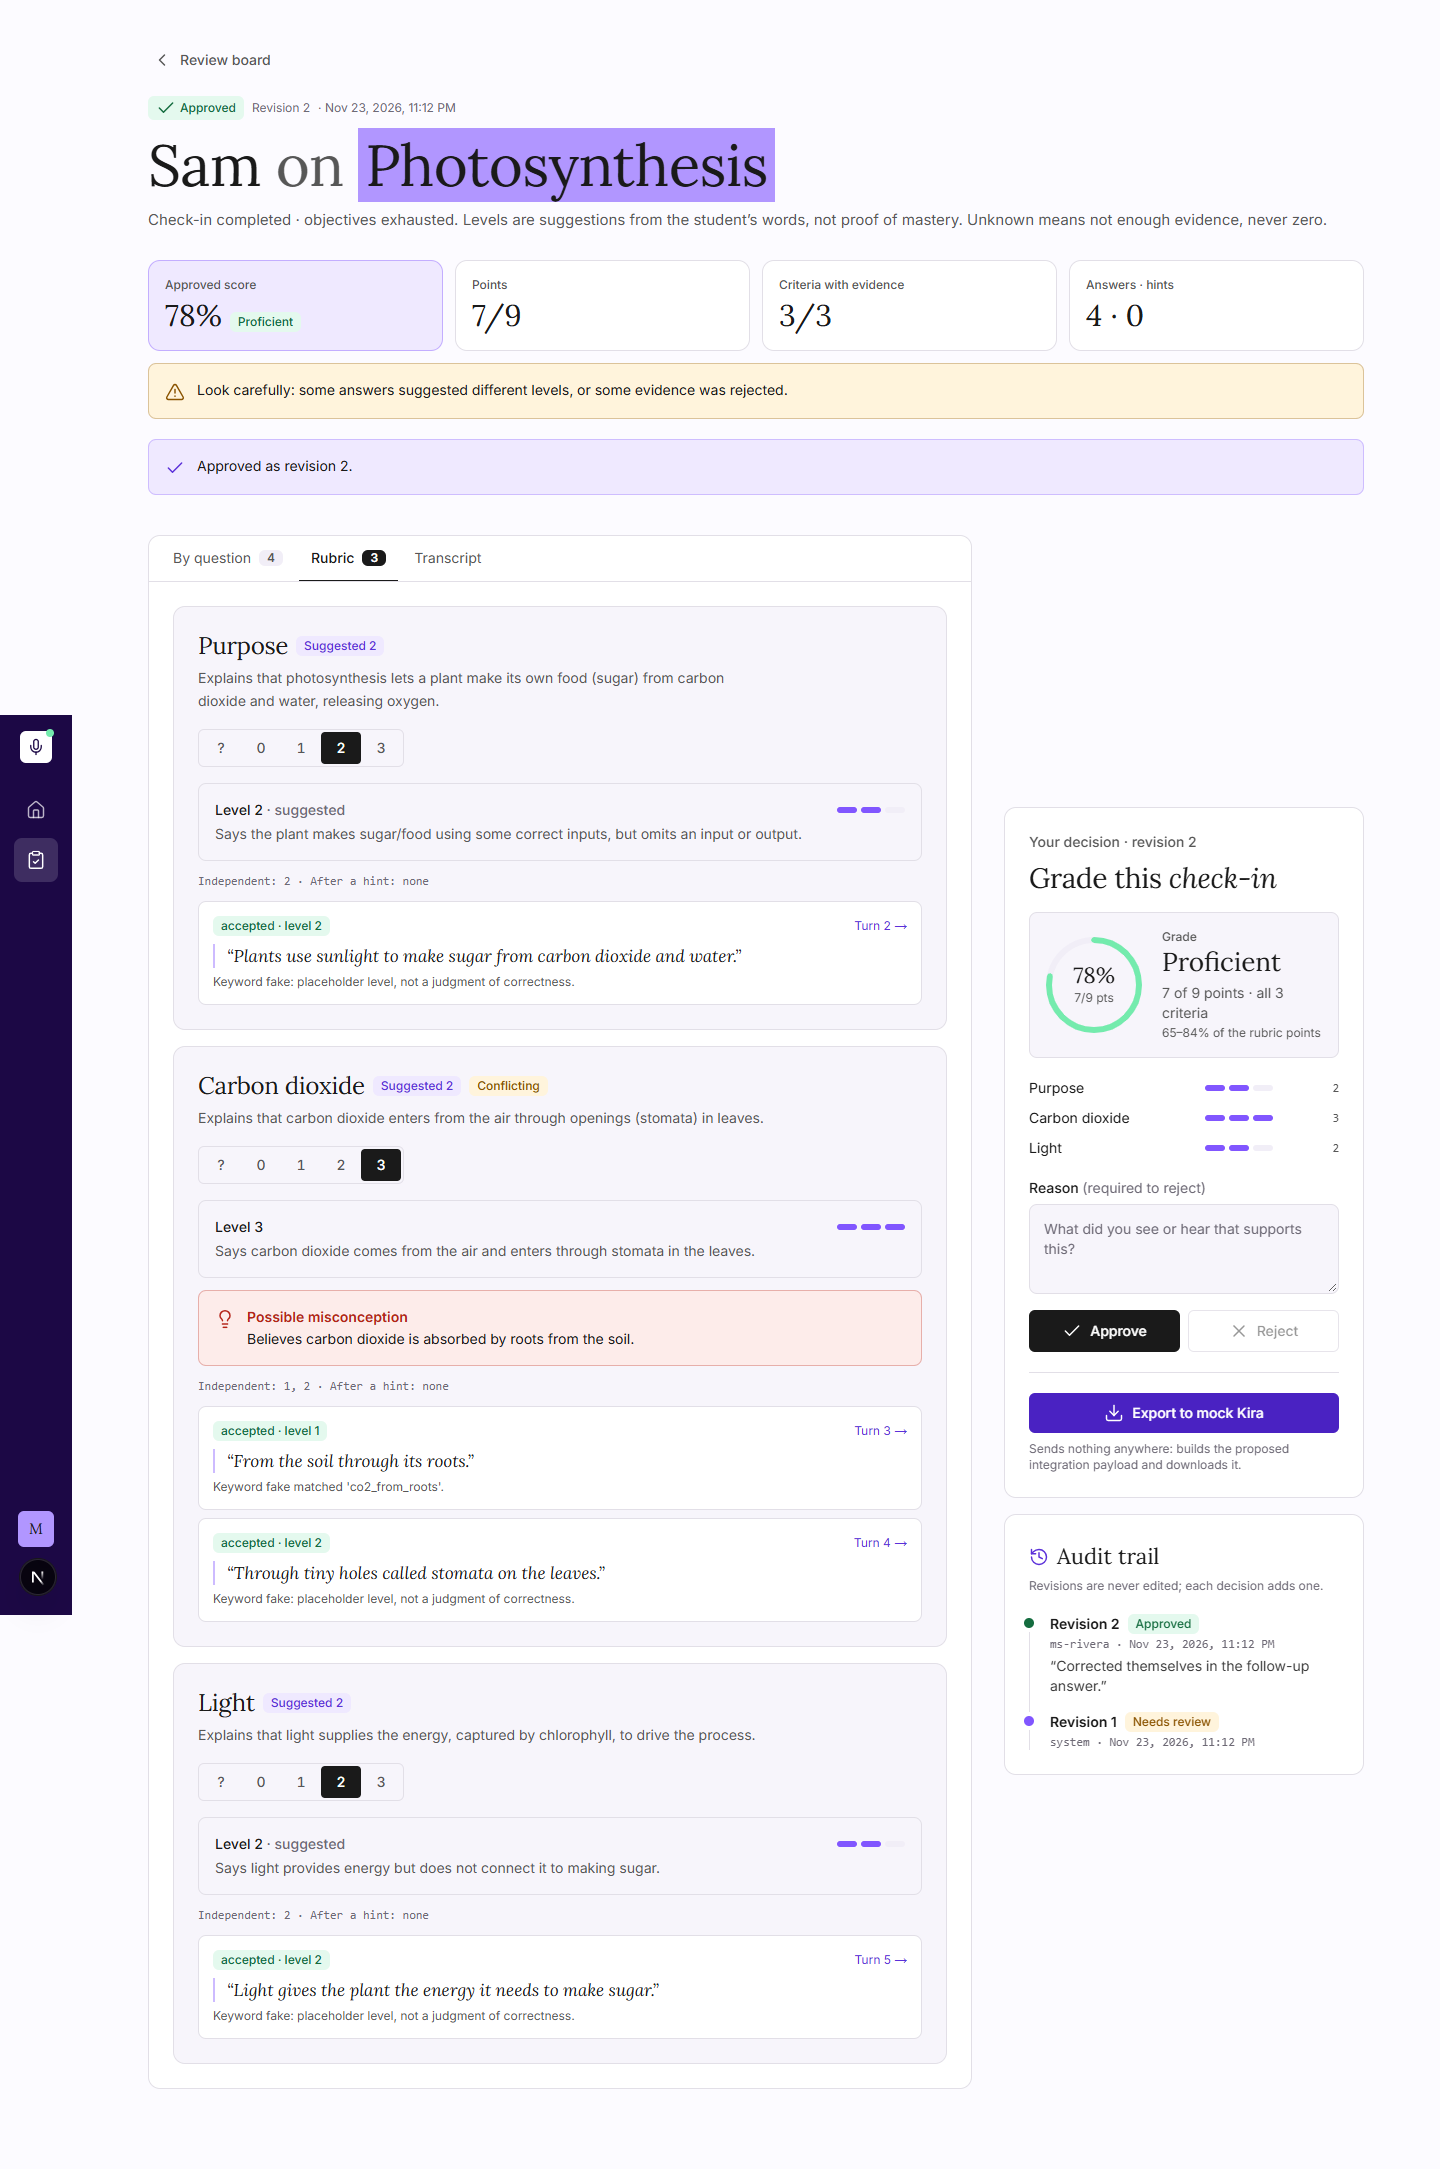 Review board
Approved Revision 2 · Nov 23, 2026, 11:12 PM
Sam on Photosynthesis
Check-in completed · objectives exhausted. Levels are suggestions from the student’s words, not proof of mastery. Unknown means not enough evidence, never zero.
Approved score
78% Proficient
Points
7/9
Criteria with evidence
3/3
Answers · hints
4 · 0
Look carefully: some answers suggested different levels, or some evidence was rejected.
Approved as revision 2.
By question 4 Rubric 3 Transcript
Purpose Suggested 2
Explains that photosynthesis lets a plant make its own food (sugar) from carbon
dioxide and water, releasing oxygen.
? 0 1 2 3
Level 2 · suggested
Says the plant makes sugar/food using some correct inputs, but omits an input or output.
Independent: 2 · After a hint: none
accepted · level 2 Turn 2 →
“Plants use sunlight to make sugar from carbon dioxide and water.”
Keyword fake: placeholder level, not a judgment of correctness.
Carbon dioxide Suggested 2 Conflicting
Explains that carbon dioxide enters from the air through openings (stomata) in leaves.
? 0 1 2 3
Level 3
Says carbon dioxide comes from the air and enters through stomata in the leaves.
Possible misconception
Believes carbon dioxide is absorbed by roots from the soil.
Independent: 1, 2 · After a hint: none
accepted · level 1 Turn 3 →
“From the soil through its roots.”
Keyword fake matched 'co2_from_roots'.
accepted · level 2 Turn 4 →
“Through tiny holes called stomata on the leaves.”
Keyword fake: placeholder level, not a judgment of correctness.
Light Suggested 2
Explains that light supplies the energy, captured by chlorophyll, to drive the process.
? 0 1 2 3
Level 2 · suggested
Says light provides energy but does not connect it to making sugar.
Independent: 2 · After a hint: none
accepted · level 2 Turn 5 →
“Light gives the plant the energy it needs to make sugar.”
Keyword fake: placeholder level, not a judgment of correctness.
Your decision · revision 2
Grade this check-in
78%
7/9 pts
Grade
Proficient
7 of 9 points · all 3
criteria
65–84% of the rubric points
Purpose 2
Carbon dioxide 3
Light 2
Reason (required to reject)
What did you see or hear that supports
this?
Approve Reject
Export to mock Kira
Sends nothing anywhere: builds the proposed
integration payload and downloads it.
Audit trail
Revisions are never edited; each decision adds one.
Revision 2 Approved
ms-rivera · Nov 23, 2026, 11:12 PM
“Corrected themselves in the follow-up
answer.”
Revision 1 Needs review
system · Nov 23, 2026, 11:12 PM
M
N